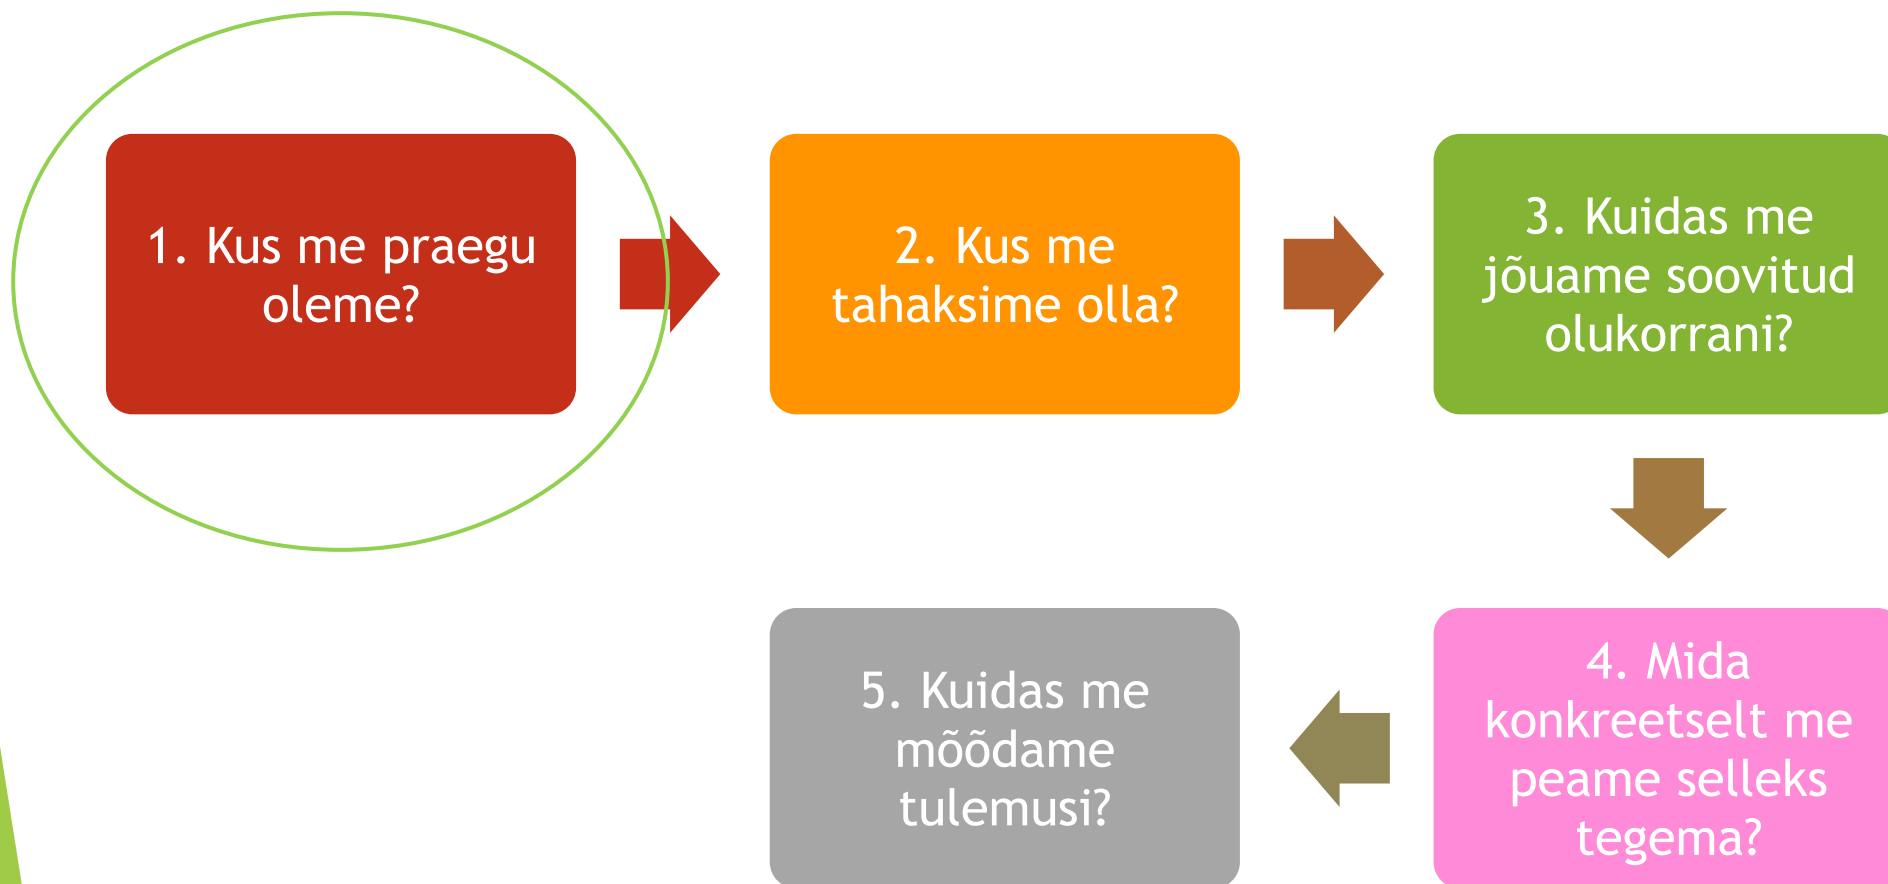 1. Kus me praegu
oleme?
2. Kus me
tahaksime olla?
3. Kuidas me
jõuame soovitud
olukorrani?
4. Mida
konkreetselt me
peame selleks
tegema?
5. Kuidas me
mõõdame
tulemusi?